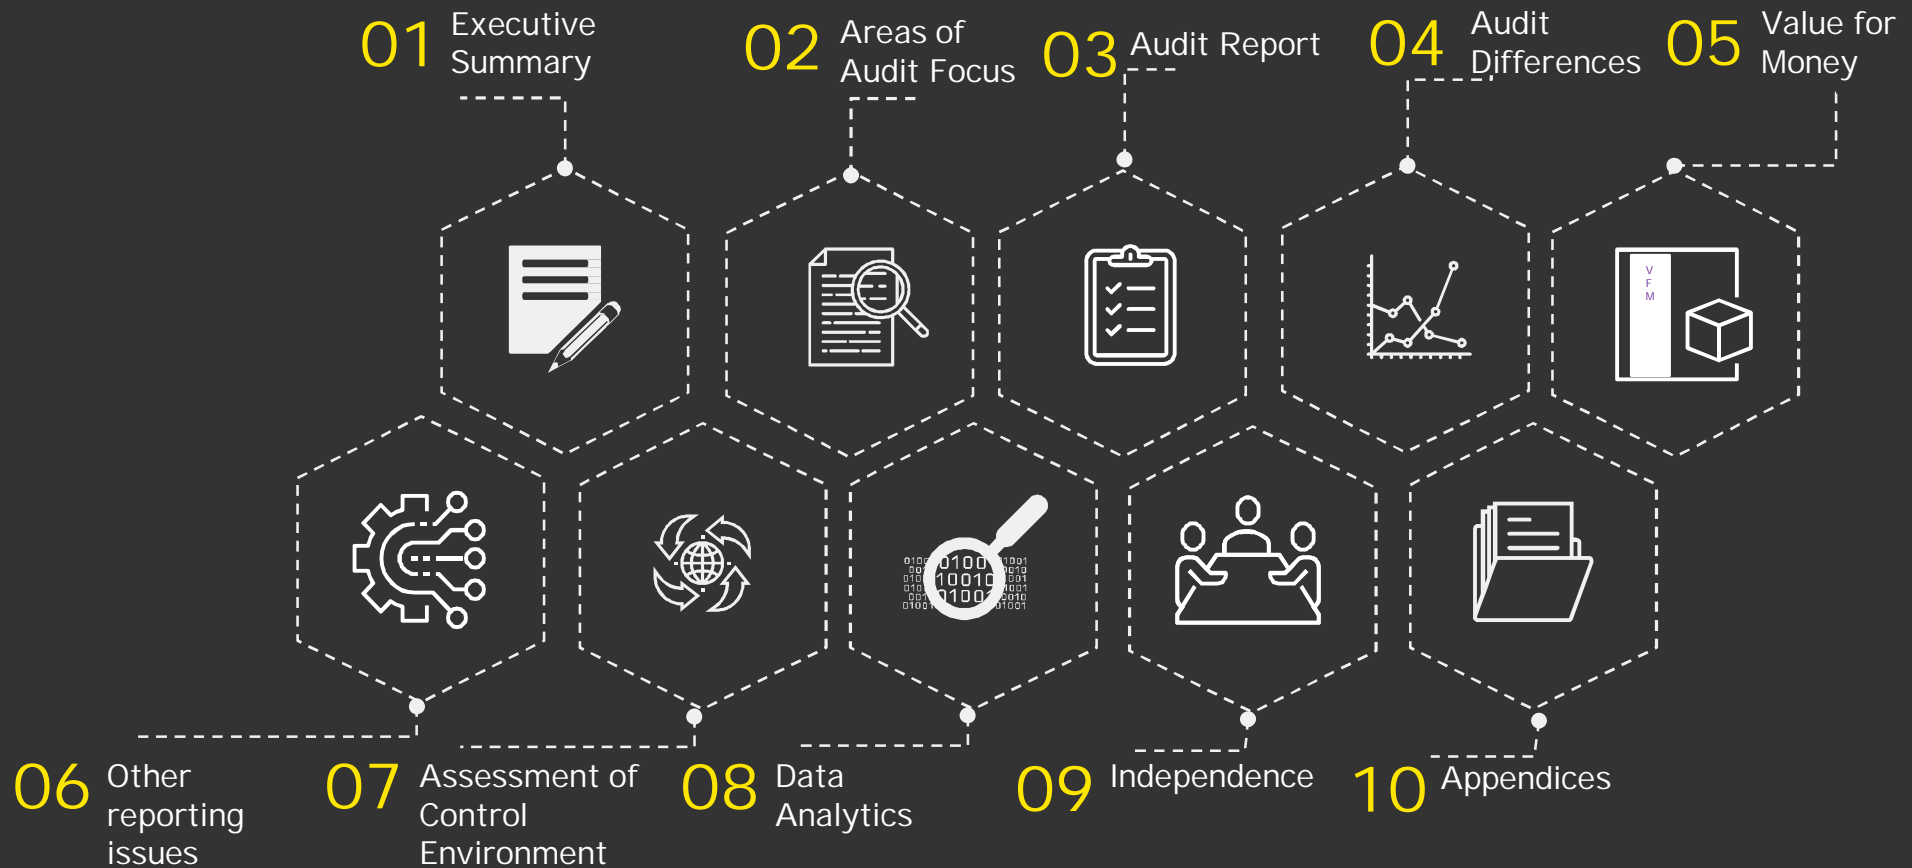 01 Executive
Summary
02 Areas of
Audit Focus
03 Audit Report
04 Audit
Differences
05 Value for
Money
V
F
M
06 Other
reporting
issues
07 Assessment of
Control
Environment
08 Data
Analytics
09 Independence
10 Appendices